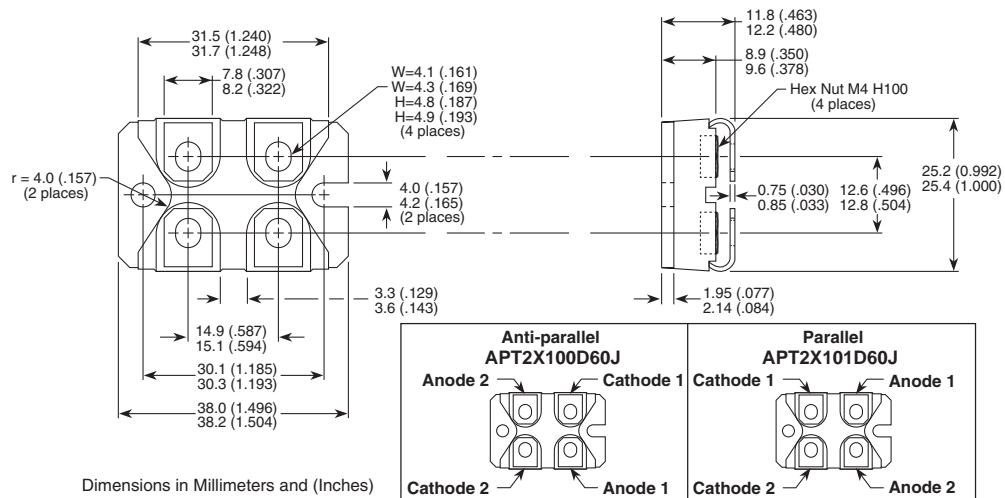 31.5 (1.240)
31.7 (1.248)
7.8 (.307)
8.2 (.322)
W=4.1 (.161)
W=4.3 (.169)
H=4.8 (.187)
H=4.9 (.193)
(4 places)
r = 4.0 (.157)
(2 places)
4.0 (.157)
4.2 (.165)
(2 places)
3.3 (.129)
3.6 (.143)
14.9 (.587)
15.1 (.594)
30.1 (1.185)
30.3 (1.193)
38.0 (1.496)
38.2 (1.504)
11.8 (.463)
12.2 (.480)
8.9 (.350)
9.6 (.378)
Hex Nut M4 H100
(4 places)
0.75 (.030)
0.85 (.033)
12.6 (.496)
12.8 (.504)
25.2 (0.992)
25.4 (1.000)
1.95 (.077)
2.14 (.084)
Anti-parallel
APT2X100D60J
Anode 2
Cathode 1
Cathode 2
Anode 1
Parallel
APT2X101D60J
Cathode 1
Anode 1
Cathode 2
Anode 2
Dimensions in Millimeters and (Inches)